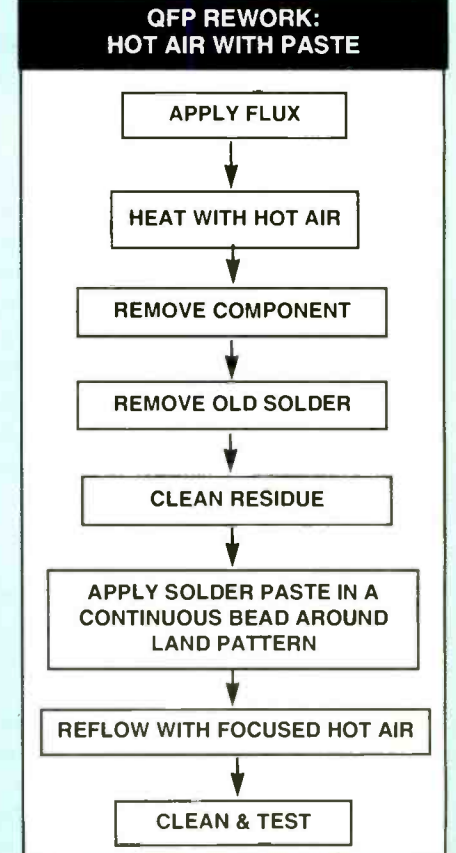 QFP REWORK:
HOT AIR WITH PASTE
APPLY FLUX
HEAT WITH HOT AIR
REMOVE COMPONENT
REMOVE OLD SOLDER
CLEAN RESIDUE
APPLY SOLDER PASTE IN A
CONTINUOUS BEAD AROUND
LAND PATTERN
REFLOW WITH FOCUSED HOT AIR
CLEAN & TEST